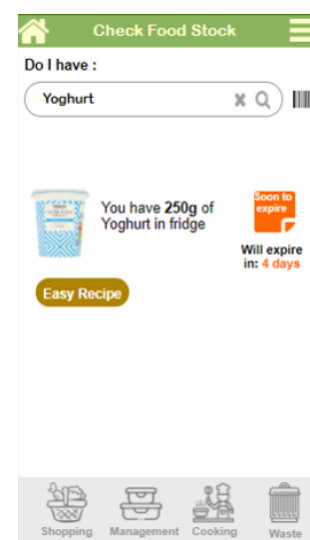 Check Food Stock
Do I have :
Yoghurt
You have 250g of
Yoghurt in fridge
Soon to
expire
Will expire
in: 4 days
Easy Recipe
Shopping
Management
Cooking
Waste